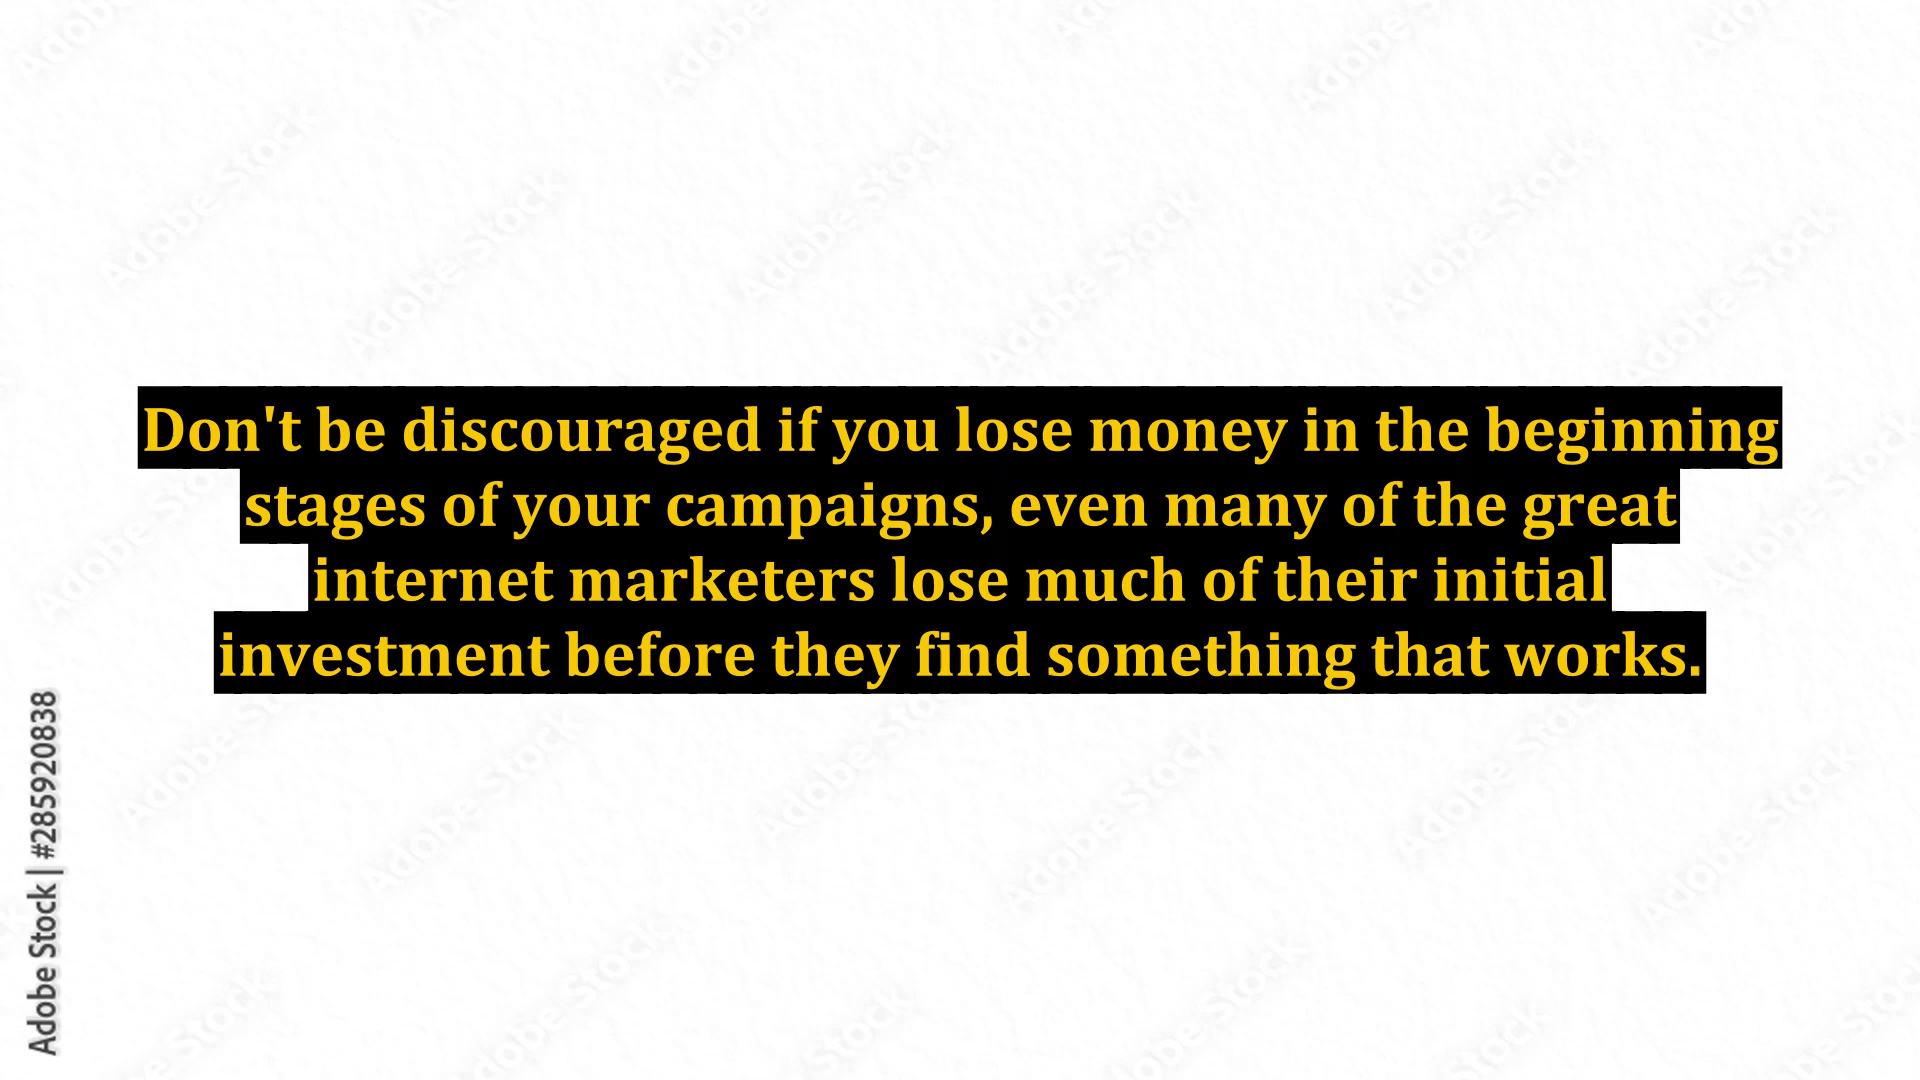 Don't be discouraged if you lose money in the beginning
stages of your campaigns, even many of the great
internet marketers lose much of their initial
investment before they find something that works.
Adobe Stock | #285920838